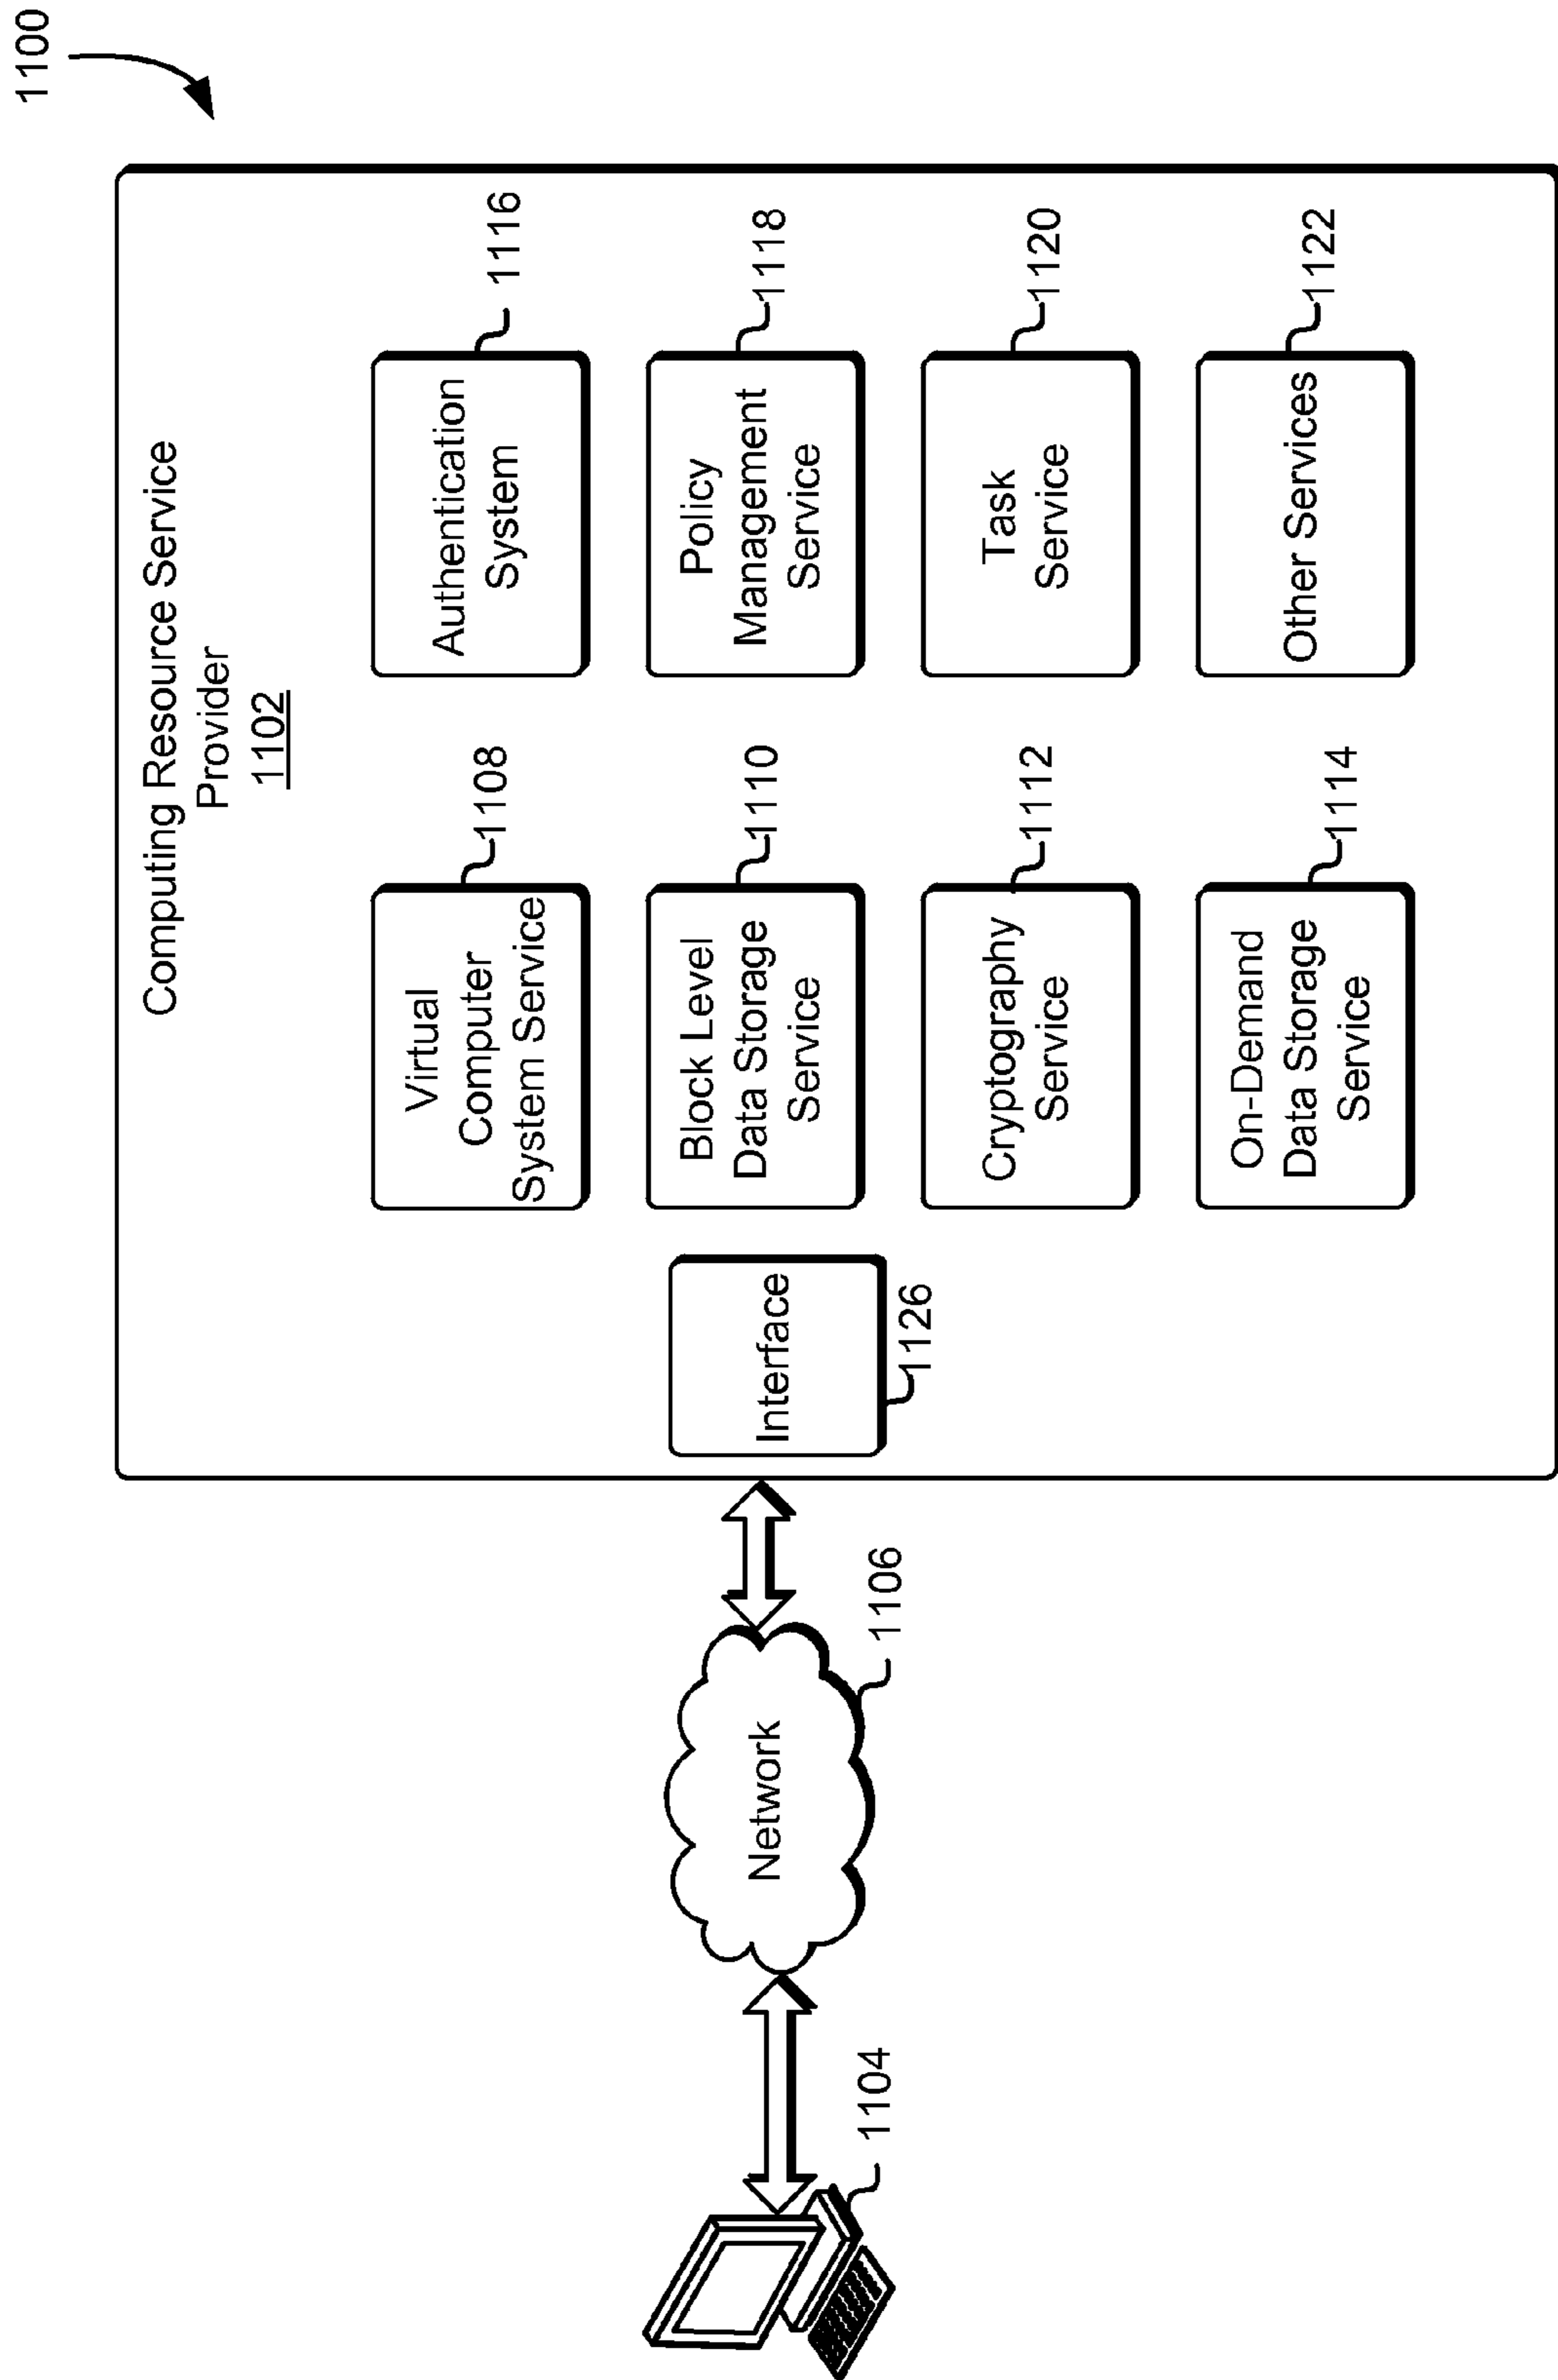 1100
Computing Resource Service
Provider
1102
Virtual
Computer
System Service
1108
Authentication
System
1116
Block Level
Data Storage
Service
1110
Policy
Management
Service
1118
Interface
1126
Cryptography
Service
1112
Task
Service
1120
On-Demand
Data Storage
Service
1114
Other Services
1122
Network
1106
1104